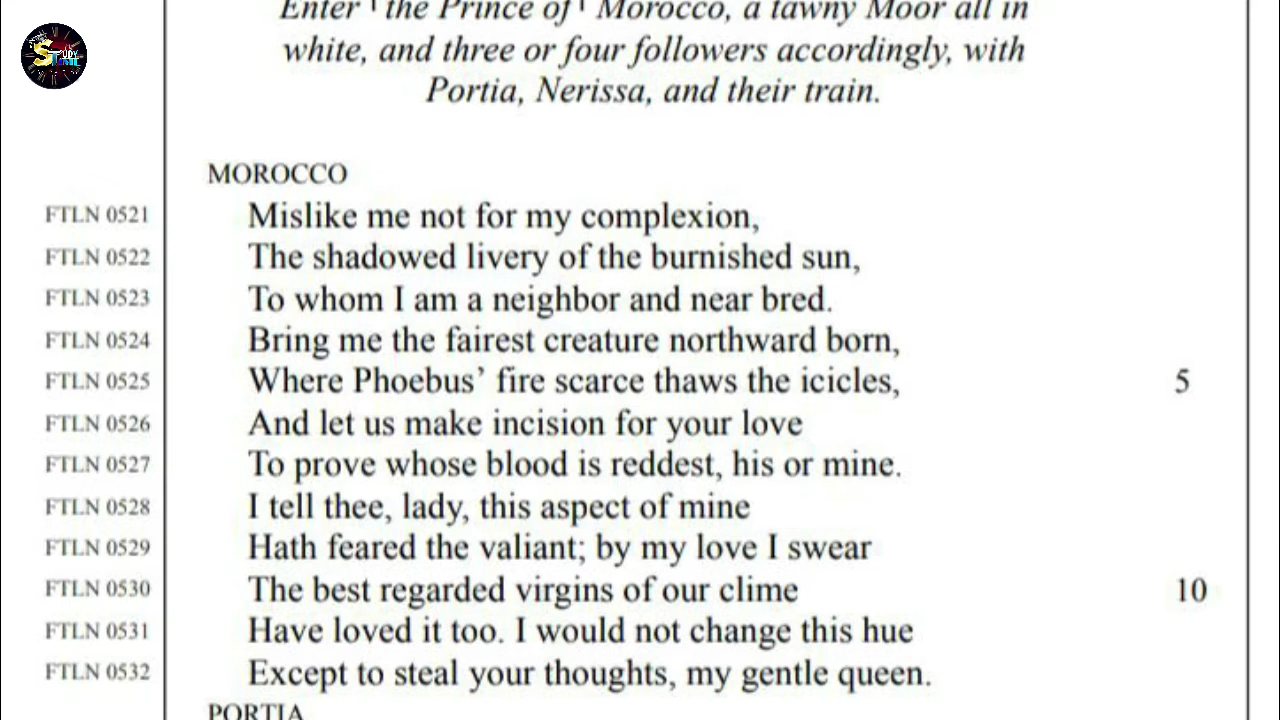 Enter ⌜the Prince of⌝ Morocco, a tawny Moor all in
white, and three or four followers accordingly, with
Portia, Nerissa, and their train.
STUDY
MOROCCO
FTLN 0521 Mislike me not for my complexion,
FTLN 0522 The shadowed livery of the burnished sun,
FTLN 0523 To whom I am a neighbor and near bred.
FTLN 0524 Bring me the fairest creature northward born,
FTLN 0525 Where Phoebus’ fire scarce thaws the icicles, 5
FTLN 0526 And let us make incision for your love
FTLN 0527 To prove whose blood is reddest, his or mine.
FTLN 0528 I tell thee, lady, this aspect of mine
FTLN 0529 Hath feared the valiant; by my love I swear
FTLN 0530 The best regarded virgins of our clime 10
FTLN 0531 Have loved it too. I would not change this hue
FTLN 0532 Except to steal your thoughts, my gentle queen.
PORTIA